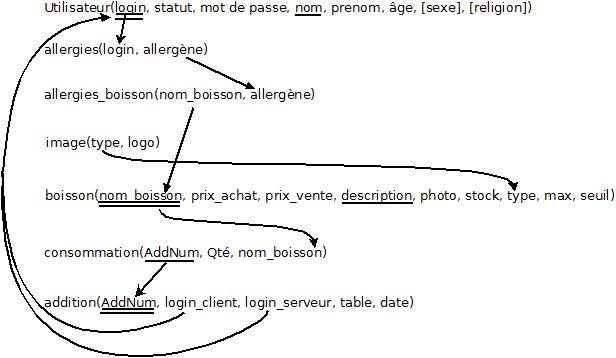 Utilisateur(login, statut, mot de passe, nom, prenom, âge, [sexe], [religion])
allergies(login, allergène)
allergies_boisson(nom_boisson, allergène)
image(type, logo)
boisson(nom_boisson, prix_achat, prix_vente, description, photo, stock, type, max, seuil)
consommation(AddNum, Qté, nom_boisson)
addition(AddNum, login_client, login_serveur, table, date)